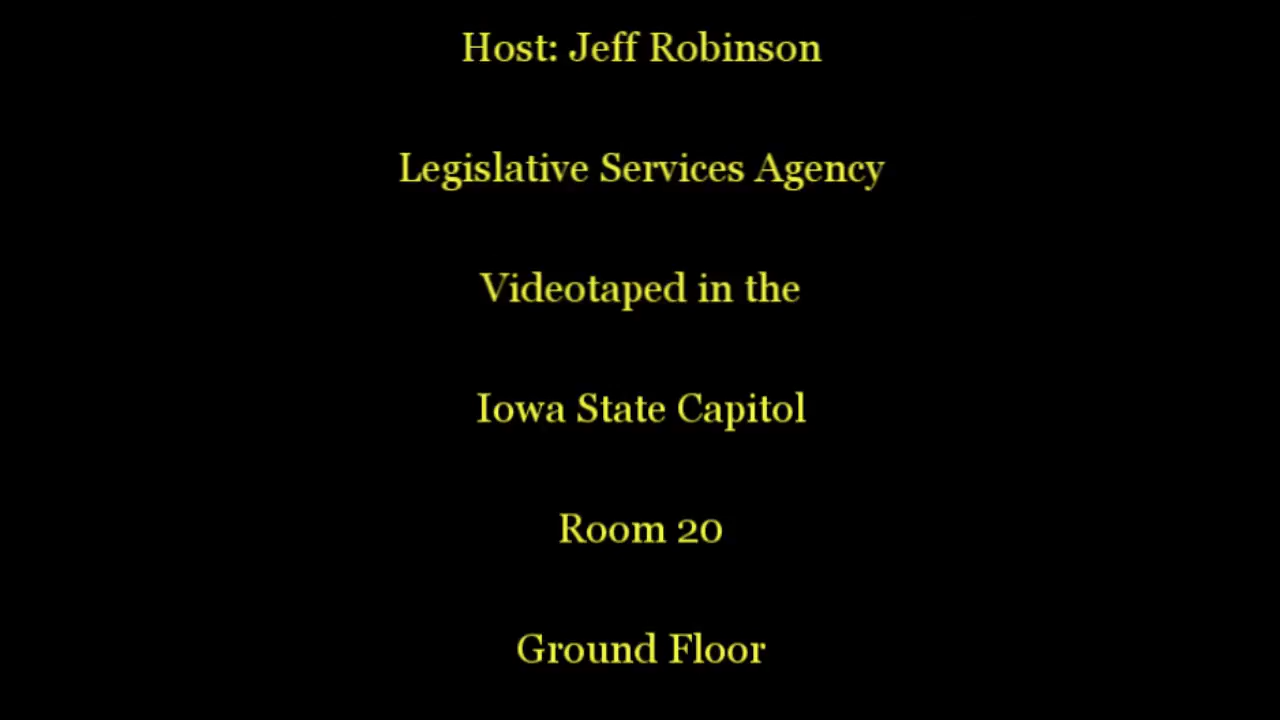 Host: Jeff Robinson
Legislative Services Agency
Videotaped in the
Iowa State Capitol
Room 20
Ground Floor